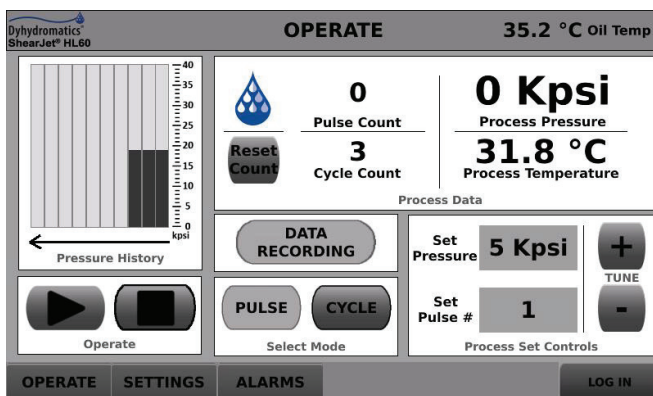 Dyhydromatics®
ShearJet® HL60
OPERATE
35.2 °C Oil Temp
40
35
30
25
20
15
10
5
0
kpsi
Pressure History
0
Pulse Count
Reset
Count
3
Cycle Count
0 Kpsi
Process Pressure
31.8 °C
Process Temperature
Process Data
DATA
RECORDING
PULSE
CYCLE
Select Mode
Operate
Set
Pressure
5 Kpsi
+
TUNE
Set
Pulse #
1
-
Process Set Controls
OPERATE
SETTINGS
ALARMS
LOG IN